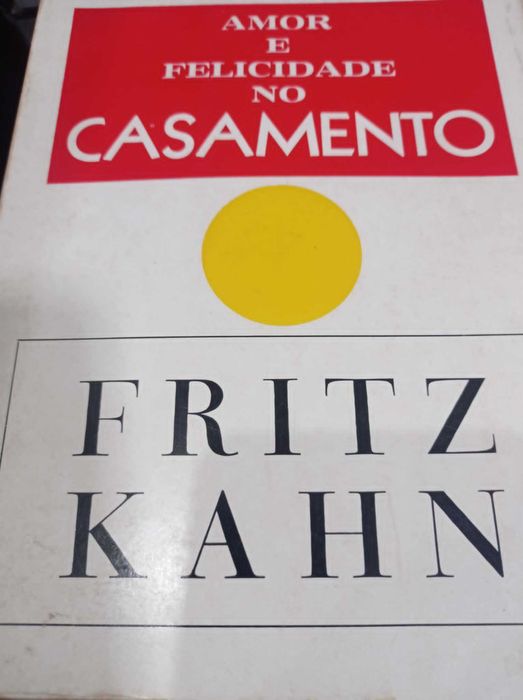 AMOR
E
FELICIDADE
NO
CASAMENTO
FRITZ
KAHN